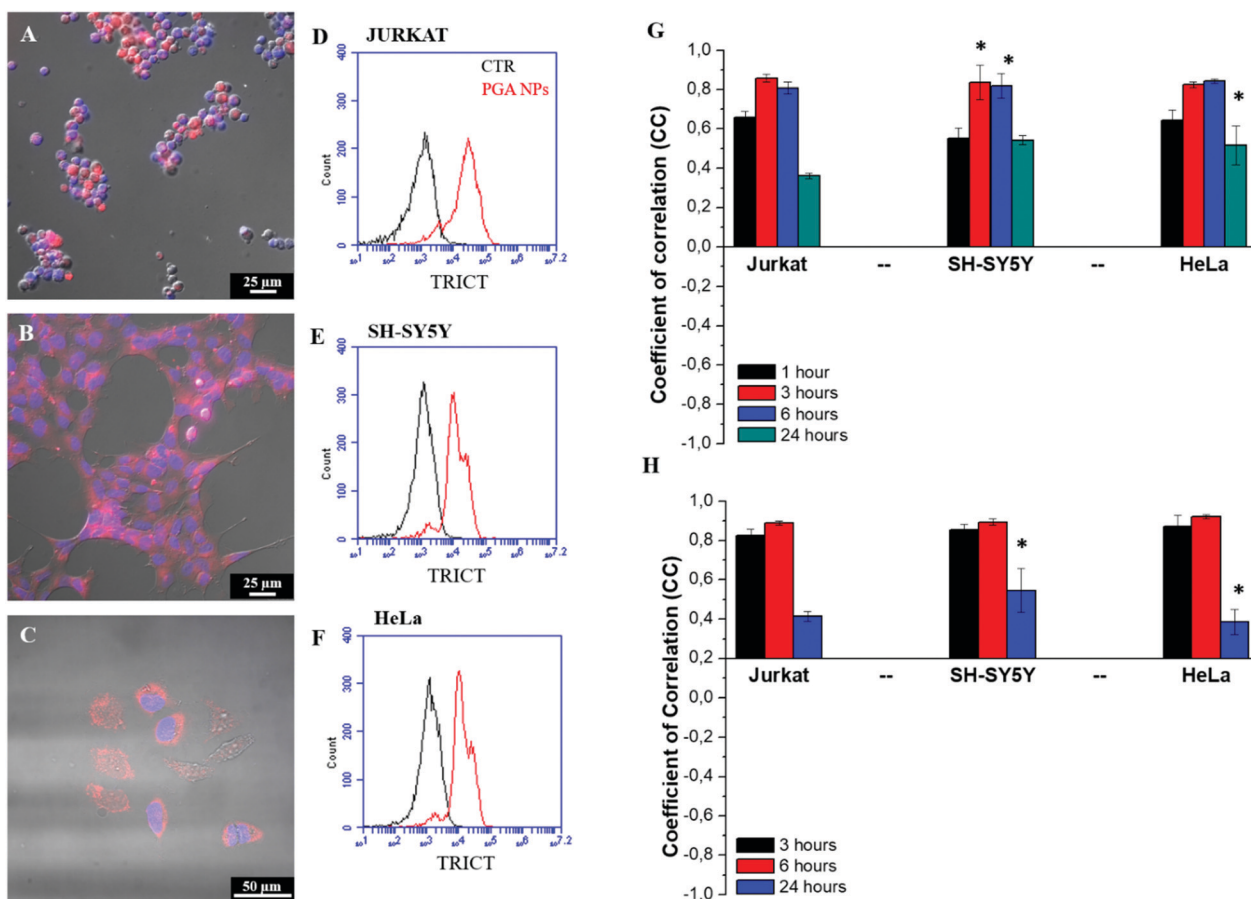 A
25 µm
B
25 µm
C
50 µm
D
JURKAT
CTR
PGA NPs
400
300
200
100
0
Count
TRICT
E
SH-SY5Y
400
300
200
100
0
Count
TRICT
F
HeLa
400
300
200
100
0
Count
TRICT
G
1,0
0,8
0,6
0,4
0,2
0,0
-0,2
-0,4
-0,6
-0,8
-1,0
Coefficient of correlation (CC)
* * *
Jurkat -- SH-SY5Y -- HeLa
1 hour
3 hours
6 hours
24 hours
H
1,0
0,8
0,6
0,4
0,2
0,0
-0,2
-0,4
-0,6
-0,8
-1,0
Coefficient of Correlation (CC)
* *
Jurkat -- SH-SY5Y -- HeLa
3 hours
6 hours
24 hours